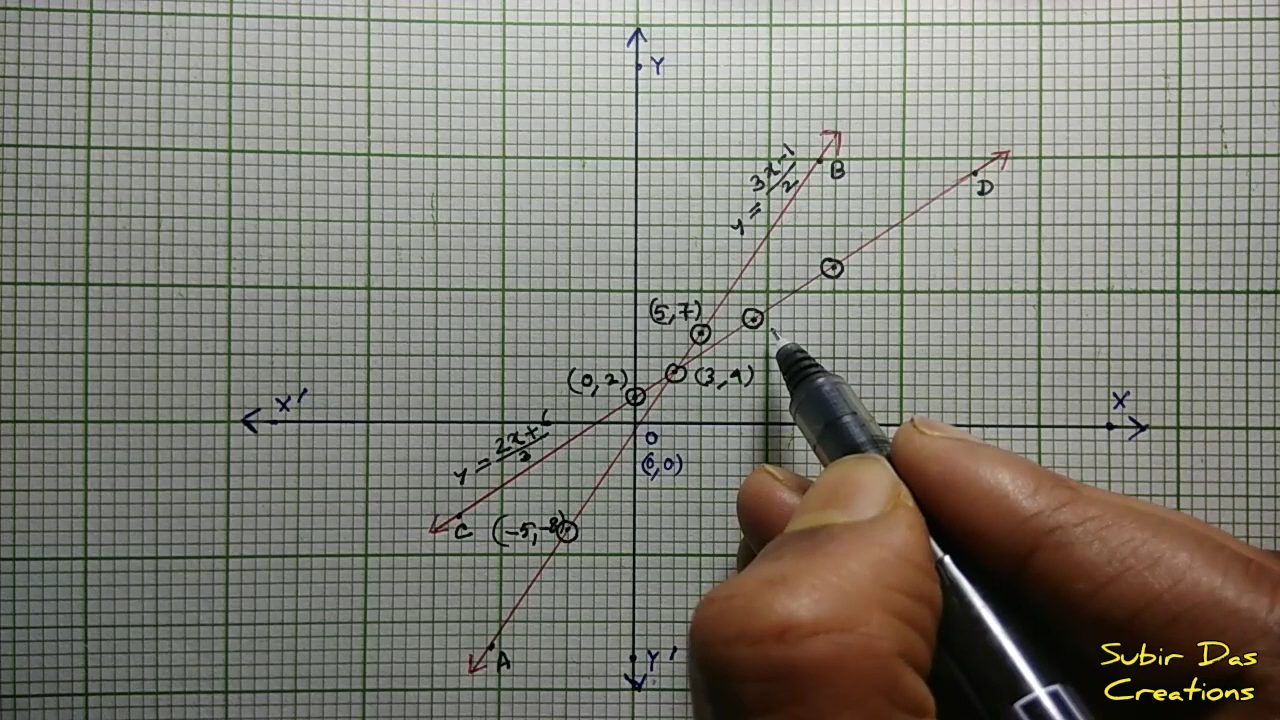 Y
B
y = 3x-1/2
D
(5,7)
(3,4)
(0,2)
X'
X
O
(0,0)
y = 2x+6/3
C
(-5,-8)
A
Y'
Subir Das
Creations